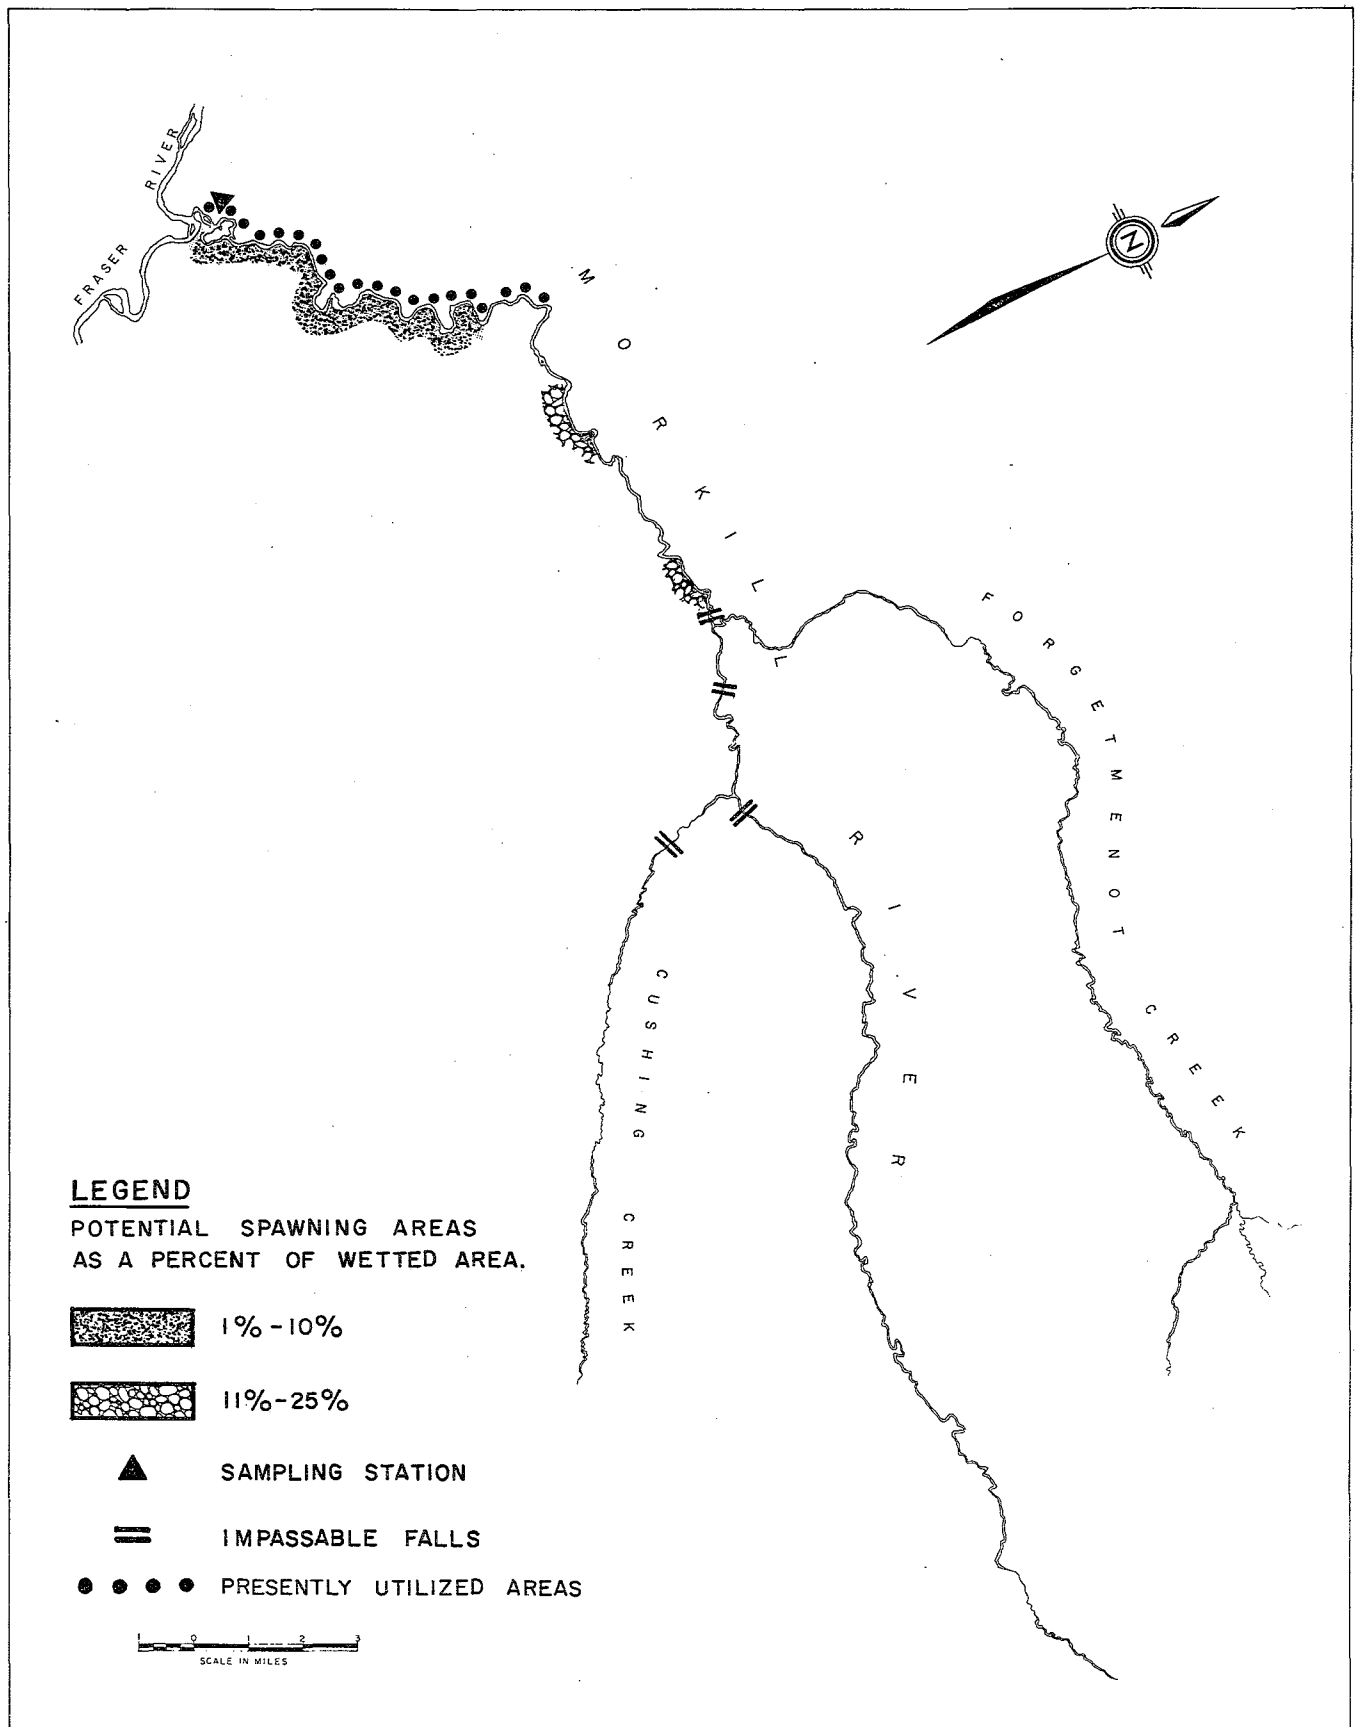 FRASER RIVER
MORKILL RIVER
FORGETMENOT CREEK
CUSHING CREEK
N
LEGEND
POTENTIAL SPAWNING AREAS
AS A PERCENT OF WETTED AREA.
1%-10%
11%-25%
SAMPLING STATION
IMPASSABLE FALLS
PRESENTLY UTILIZED AREAS
1 0 1 2 3
SCALE IN MILES